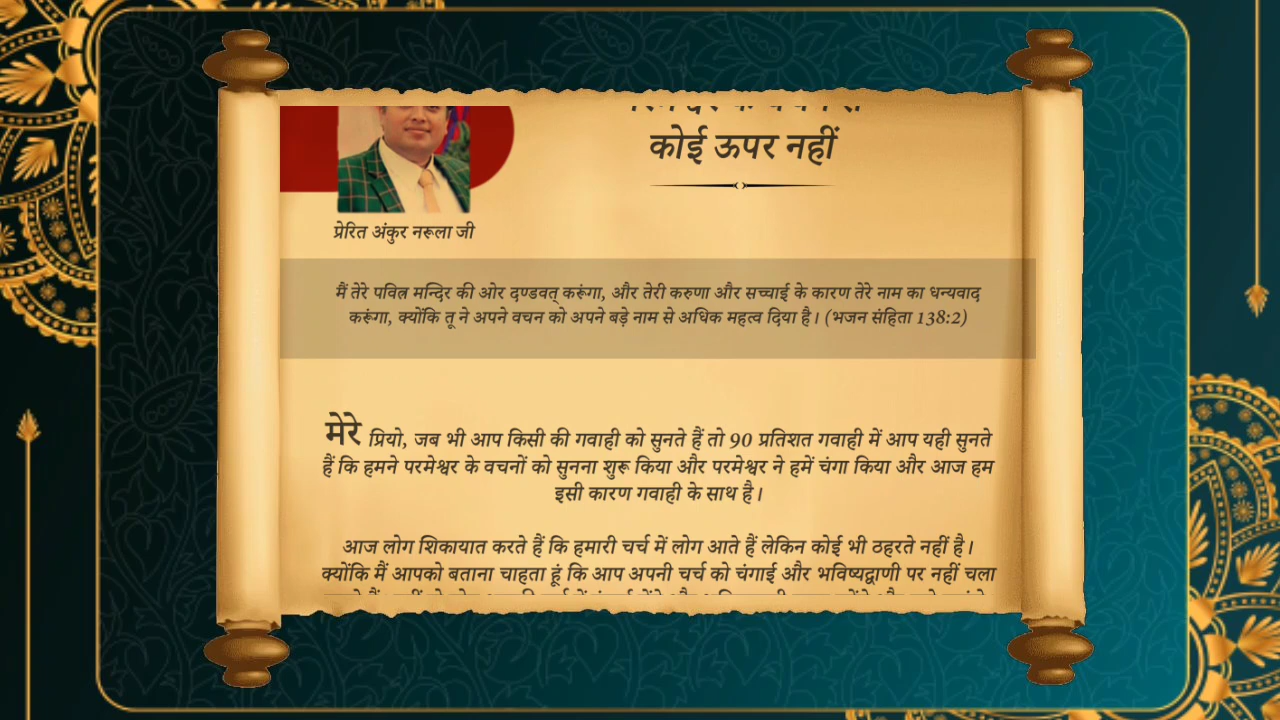 कोई ऊपर नहीं
प्रेरित अंकुर नरूला जी
मैं तेरे पवित्र मन्दिर की ओर दण्डवत् करूंगा, और तेरी करुणा और सच्चाई के कारण तेरे नाम का धन्यवाद
करूंगा, क्योंकि तू ने अपने वचन को अपने बड़े नाम से अधिक महत्व दिया है। (भजन संहिता 138:2)
मेरे प्रियो, जब भी आप किसी की गवाही को सुनते हैं तो 90 प्रतिशत गवाही में आप यही सुनते
हैं कि हमने परमेश्वर के वचनों को सुनना शुरू किया और परमेश्वर ने हमें चंगा किया और आज हम
इसी कारण गवाही के साथ है।
आज लोग शिकायात करते हैं कि हमारी चर्च में लोग आते हैं लेकिन कोई भी ठहरते नहीं है।
क्योंकि मैं आपको बताना चाहता हूं कि आप अपनी चर्च को चंगाई और भविष्यद्वाणी पर नहीं चला